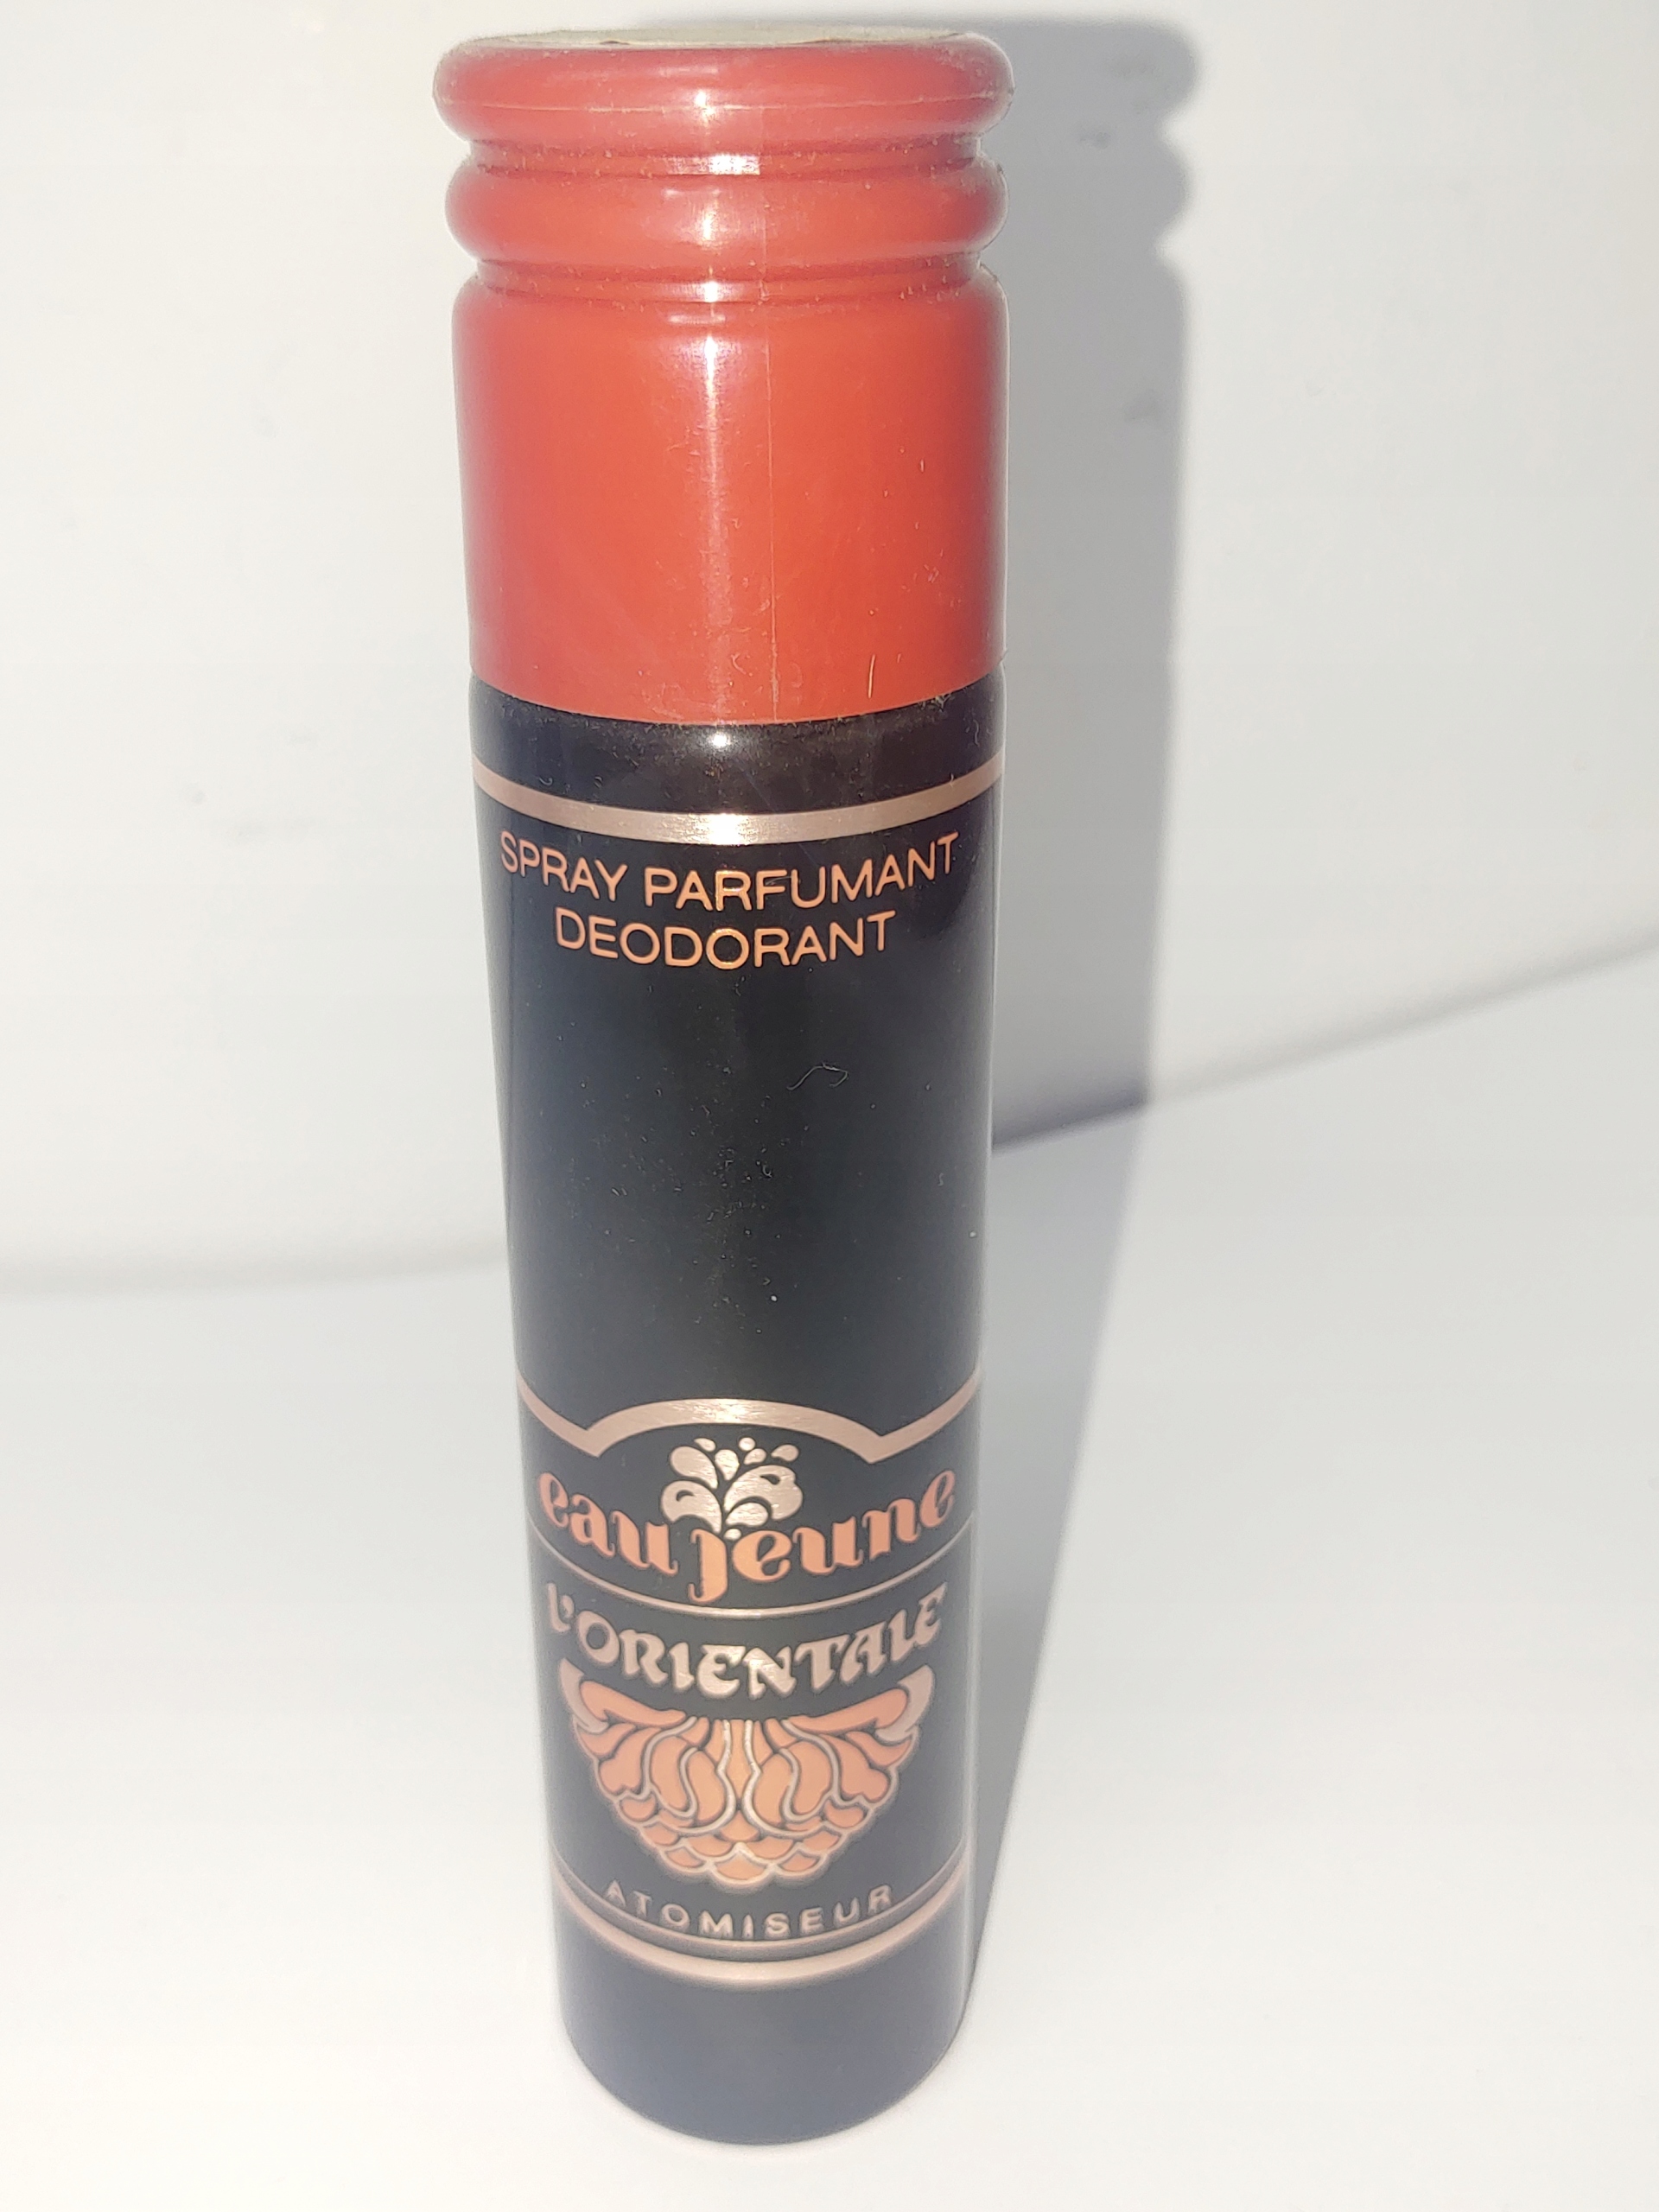 SPRAY PARFUMANT
DEODORANT
eau jeune
L'ORIENTALE
ATOMISEUR